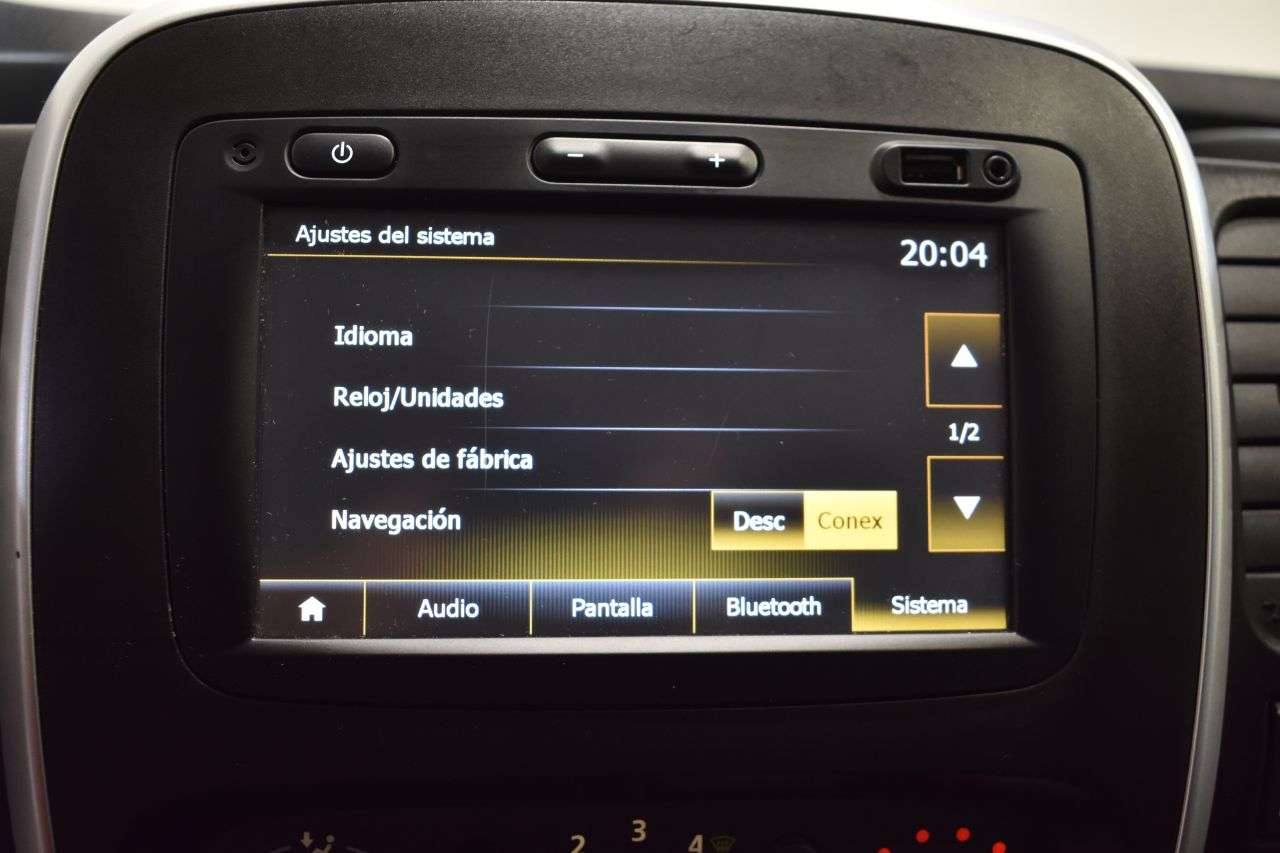 - +
Ajustes del sistema
20:04
Idioma
Reloj/Unidades
1/2
Ajustes de fábrica
Navegación Desc Conex
Audio Pantalla Bluetooth Sistema
2 3 4